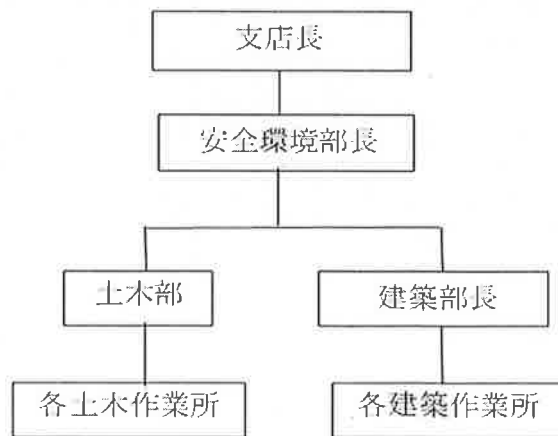 支店長
安全環境部長
土木部
建築部長
各土木作業所
各建築作業所